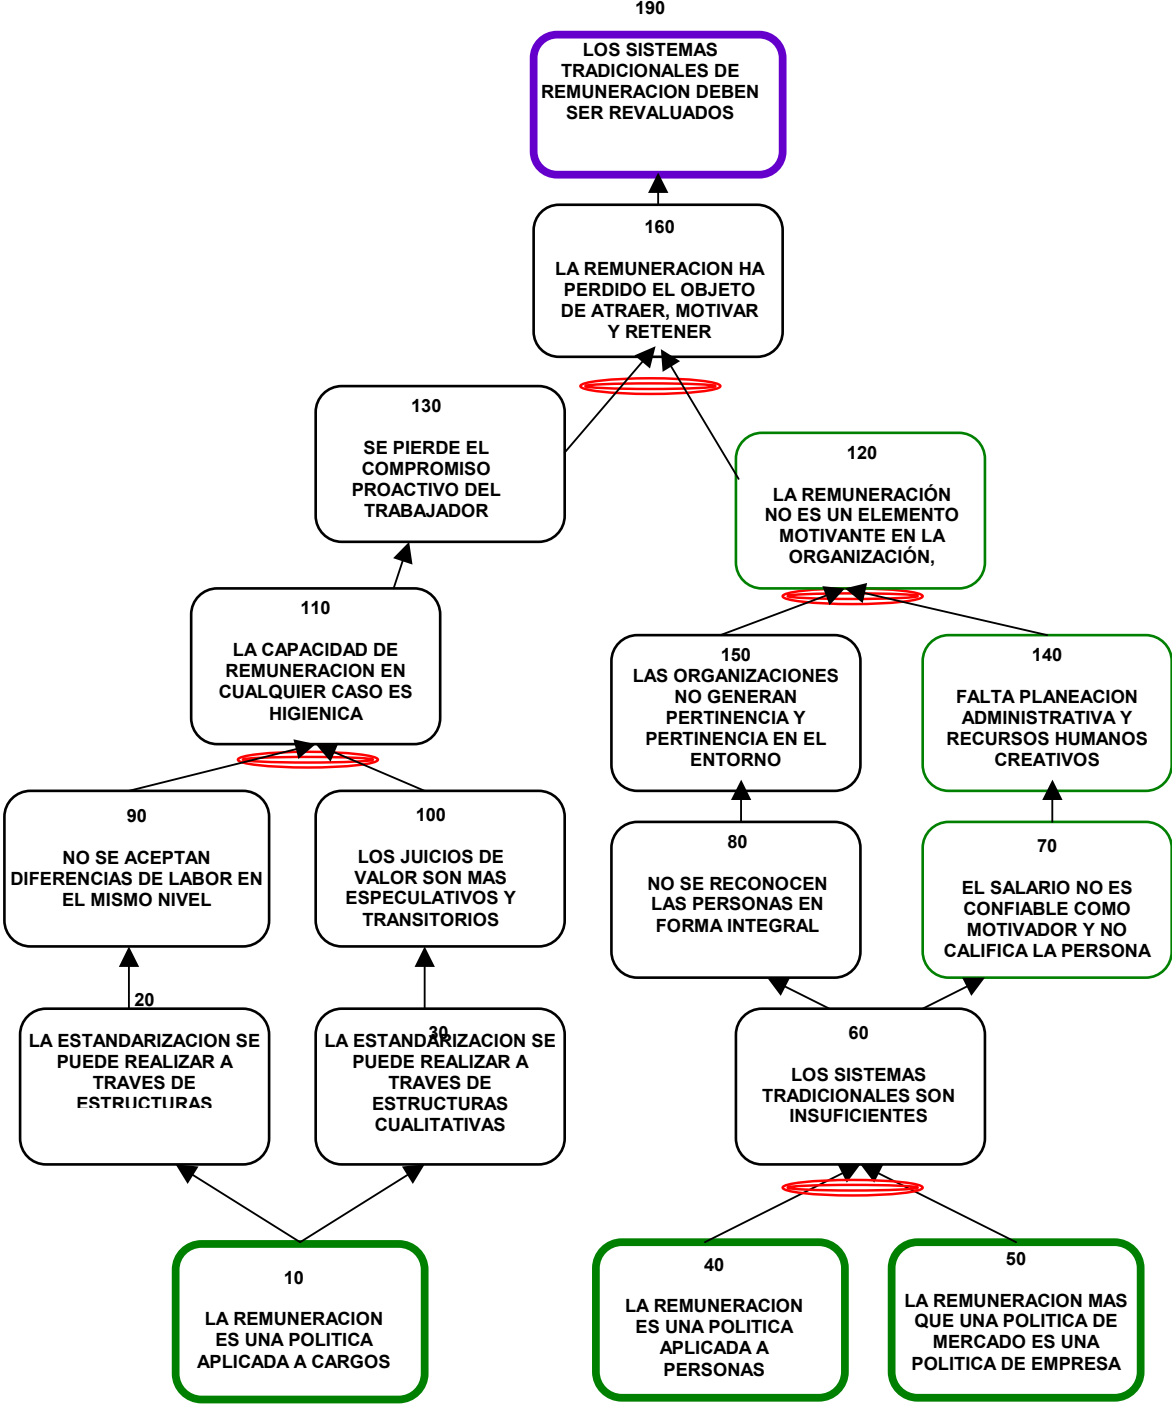 190
LOS SISTEMAS
TRADICIONALES DE
REMUNERACION DEBEN
SER REVALUADOS
160
LA REMUNERACION HA
PERDIDO EL OBJETO
DE ATRAER, MOTIVAR
Y RETENER
130
SE PIERDE EL
COMPROMISO
PROACTIVO DEL
TRABAJADOR
120
LA REMUNERACIÓN
NO ES UN ELEMENTO
MOTIVANTE EN LA
ORGANIZACIÓN,
110
LA CAPACIDAD DE
REMUNERACION EN
CUALQUIER CASO ES
HIGIENICA
150
LAS ORGANIZACIONES
NO GENERAN
PERTINENCIA Y
PERTINENCIA EN EL
ENTORNO
140
FALTA PLANEACION
ADMINISTRATIVA Y
RECURSOS HUMANOS
CREATIVOS
90
NO SE ACEPTAN
DIFERENCIAS DE LABOR EN
EL MISMO NIVEL
100
LOS JUICIOS DE
VALOR SON MAS
ESPECULATIVOS Y
TRANSITORIOS
80
NO SE RECONOCEN
LAS PERSONAS EN
FORMA INTEGRAL
70
EL SALARIO NO ES
CONFIABLE COMO
MOTIVADOR Y NO
CALIFICA LA PERSONA
20
LA ESTANDARIZACION SE
PUEDE REALIZAR A
TRAVES DE
ESTRUCTURAS
30
LA ESTANDARIZACION SE
PUEDE REALIZAR A
TRAVES DE
ESTRUCTURAS
CUALITATIVAS
60
LOS SISTEMAS
TRADICIONALES SON
INSUFICIENTES
10
LA REMUNERACION
ES UNA POLITICA
APLICADA A CARGOS
40
LA REMUNERACION
ES UNA POLITICA
APLICADA A
PERSONAS
50
LA REMUNERACION MAS
QUE UNA POLITICA DE
MERCADO ES UNA
POLITICA DE EMPRESA